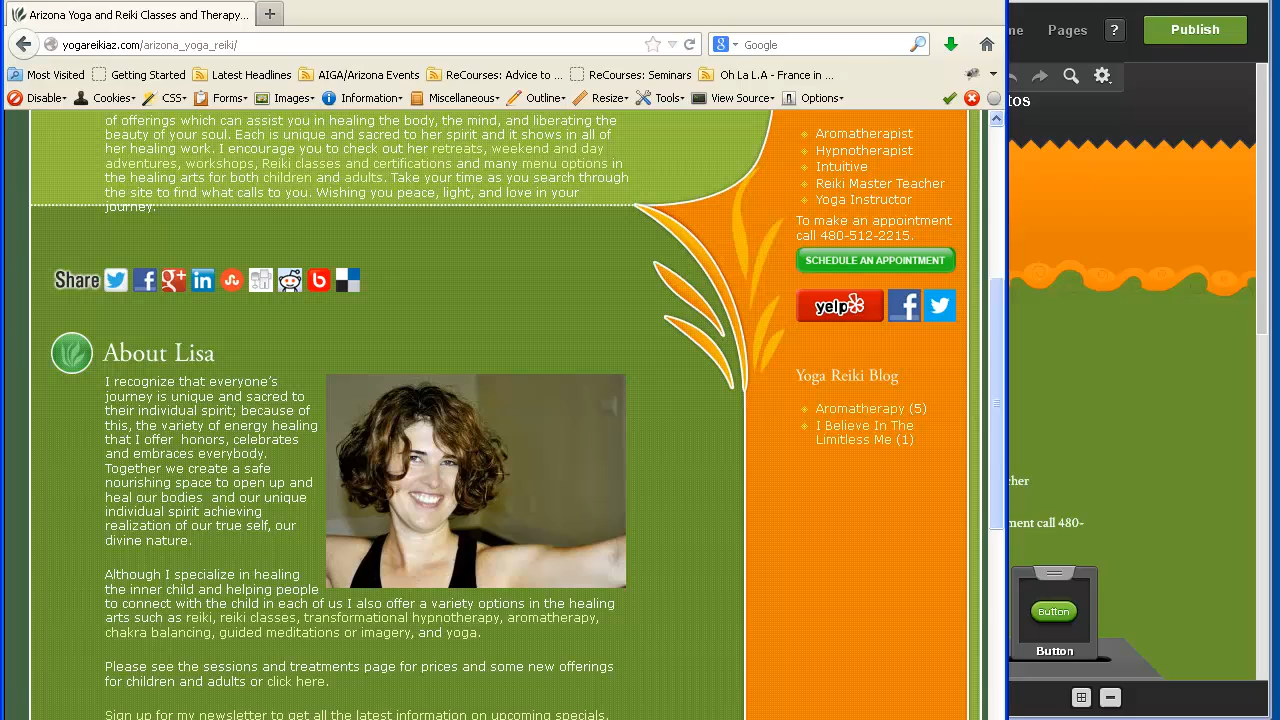 Arizona Yoga and Reiki Classes and Therapy...
me Pages ? Publish
yogareikiaz.com/arizona_yoga_reiki/
Google
Most Visited Getting Started Latest Headlines AIGA/Arizona Eve... ReCourses: Advice to ... ReCourses: Seminars Oh La L.A - France in ...
Disable Cookies CSS Forms Images Information Miscellaneous Outline Resize Tools View Source Options
tos
of offerings which can assist you in healing the body, the mind, and liberating the
beauty of your soul. Each is unique and sacred to her spirit and it shows in all of
her healing work. I encourage you to check out her retreats, weekend and day
adventures, workshops, Reiki classes and certifications and many menu options in
the healing arts for both children and adults. Take your time as you search through
the site to find what calls to you. Wishing you peace, light, and love in your
journey.
Share
About Lisa
I recognize that everyone's
journey is unique and sacred to
their individual spirit; because of
this, the variety of energy healing
that I offer honors, celebrates
and embraces everybody.
Together we create a safe
nourishing space to open up and
heal our bodies and our unique
individual spirit achieving
realization of our true self, our
divine nature.
Although I specialize in healing
the inner child and helping people
to connect with the child in each of us I also offer a variety options in the healing
arts such as reiki, reiki classes, transformational hypnotherapy, aromatherapy,
chakra balancing, guided meditations or imagery, and yoga.
Please see the sessions and treatments page for prices and some new offerings
for children and adults or click here.
Sign up for my newsletter to get all the latest information on upcoming specials,
Aromatherapist
Hypnotherapist
Intuitive
Reiki Master Teacher
Yoga Instructor
To make an appointment
call 480-512-2215.
SCHEDULE AN APPOINTMENT
yelp
Yoga Reiki Blog
Aromatherapy (5)
I Believe In The
Limitless Me (1)
cher
ment call 480-
Button
Button